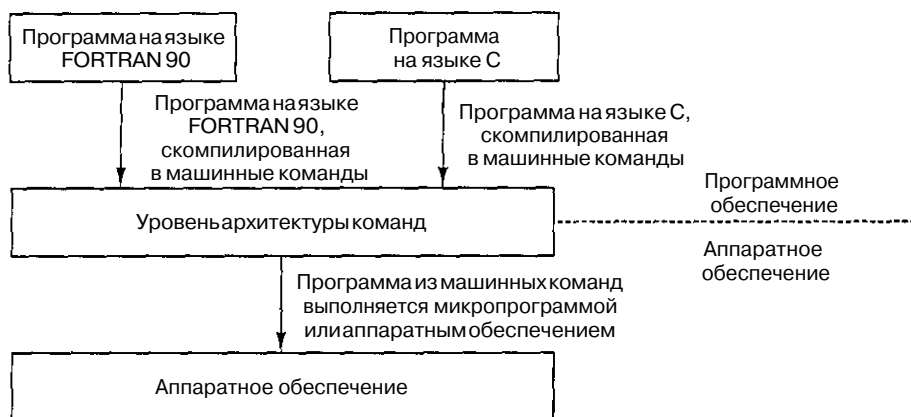 Программа на языке
FORTRAN 90
Программа
на языке C
Программа на языке
FORTRAN 90,
скомпилированная
в машинные команды
Программа на языке C,
скомпилированная
в машинные команды
Уровень архитектуры команд
Программное
обеспечение
Аппаратное
обеспечение
Программа из машинных команд
выполняется микропрограммой
или аппаратным обеспечением
Аппаратное обеспечение